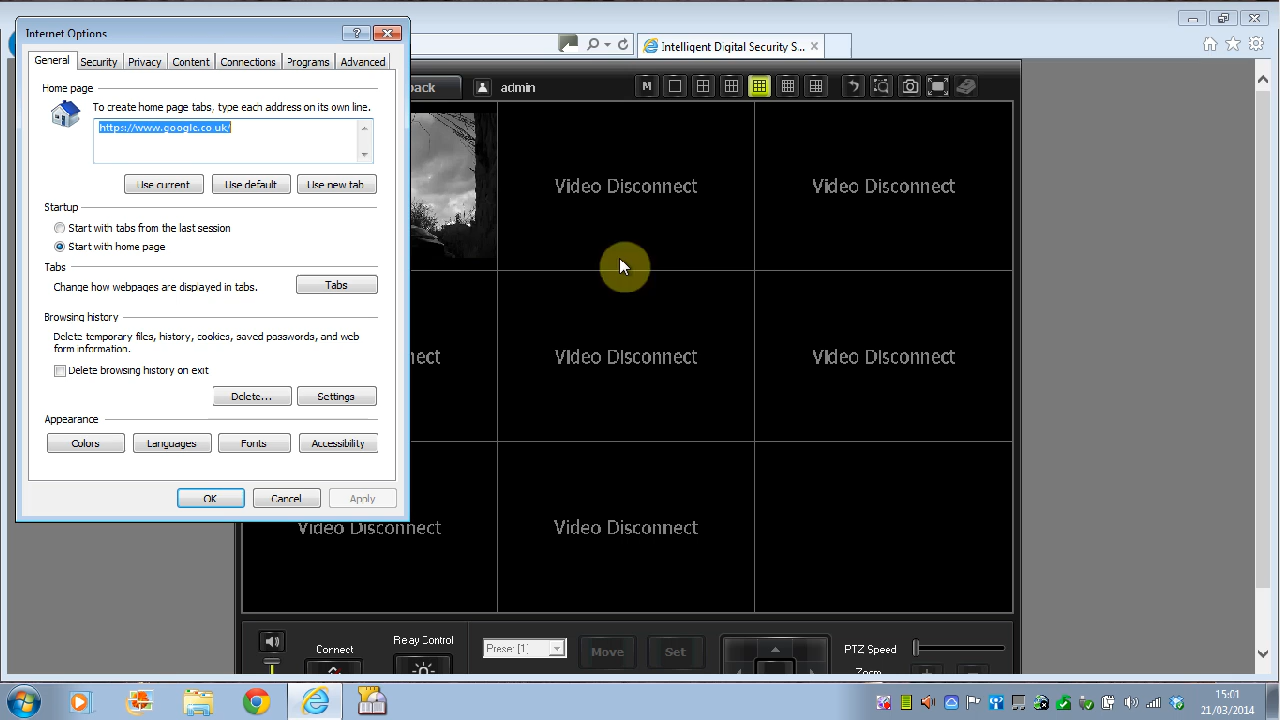 Internet Options
General Security Privacy Content Connections Programs Advanced
Home page
To create home page tabs, type each address on its own line.
https://www.google.co.uk/
Use current Use default Use new tab
Startup
Start with tabs from the last session
Start with home page
Tabs
Change how webpages are displayed in tabs.
Tabs
Browsing history
Delete temporary files, history, cookies, saved passwords, and web
form information.
Delete browsing history on exit
Delete... Settings
Appearance
Colors Languages Fonts Accessibility
OK Cancel Apply
Intelligent Digital Security S...
back
admin
M
Video Disconnect Video Disconnect
nect Video Disconnect Video Disconnect
Video Disconnect Video Disconnect
Connect
Relay Control
Preset [1]
Move
Set
PTZ Speed
Zoom
15:01
21/03/2014